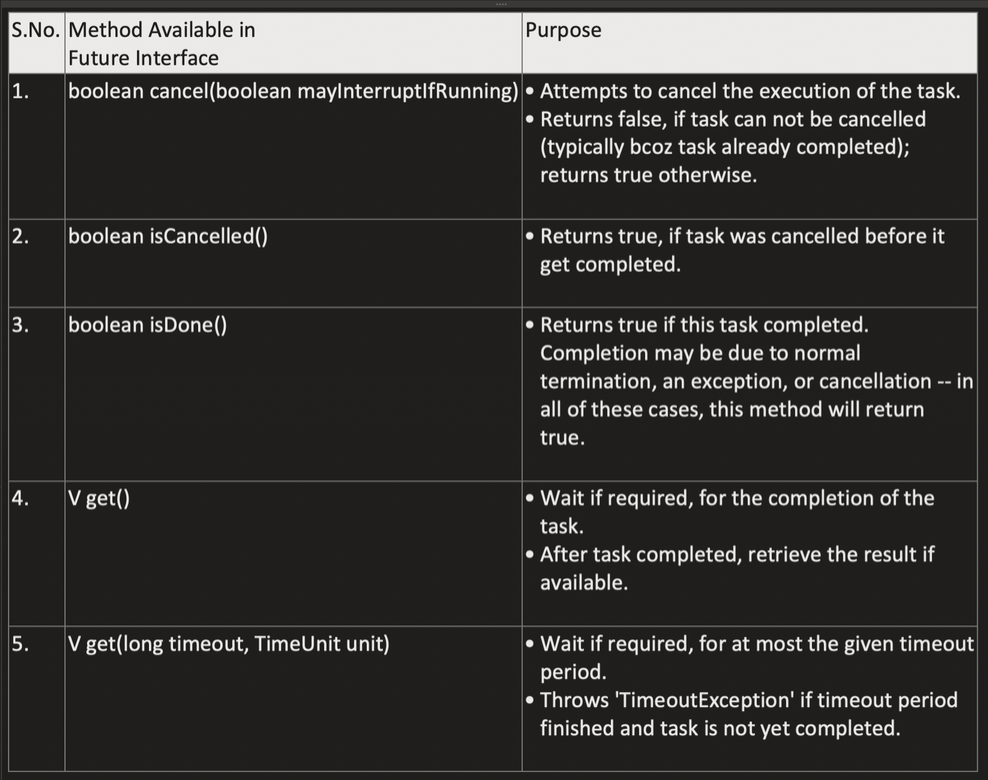 S.No. Method Available in Purpose
Future Interface
1. boolean cancel(boolean mayInterruptIfRunning) • Attempts to cancel the execution of the task.
• Returns false, if task can not be cancelled
(typically bcoz task already completed);
returns true otherwise.
2. boolean isCancelled() • Returns true, if task was cancelled before it
get completed.
3. boolean isDone() • Returns true if this task completed.
Completion may be due to normal
termination, an exception, or cancellation -- in
all of these cases, this method will return
true.
4. V get() • Wait if required, for the completion of the
task.
• After task completed, retrieve the result if
available.
5. V get(long timeout, TimeUnit unit) • Wait if required, for at most the given timeout
period.
• Throws 'TimeoutException' if timeout period
finished and task is not yet completed.